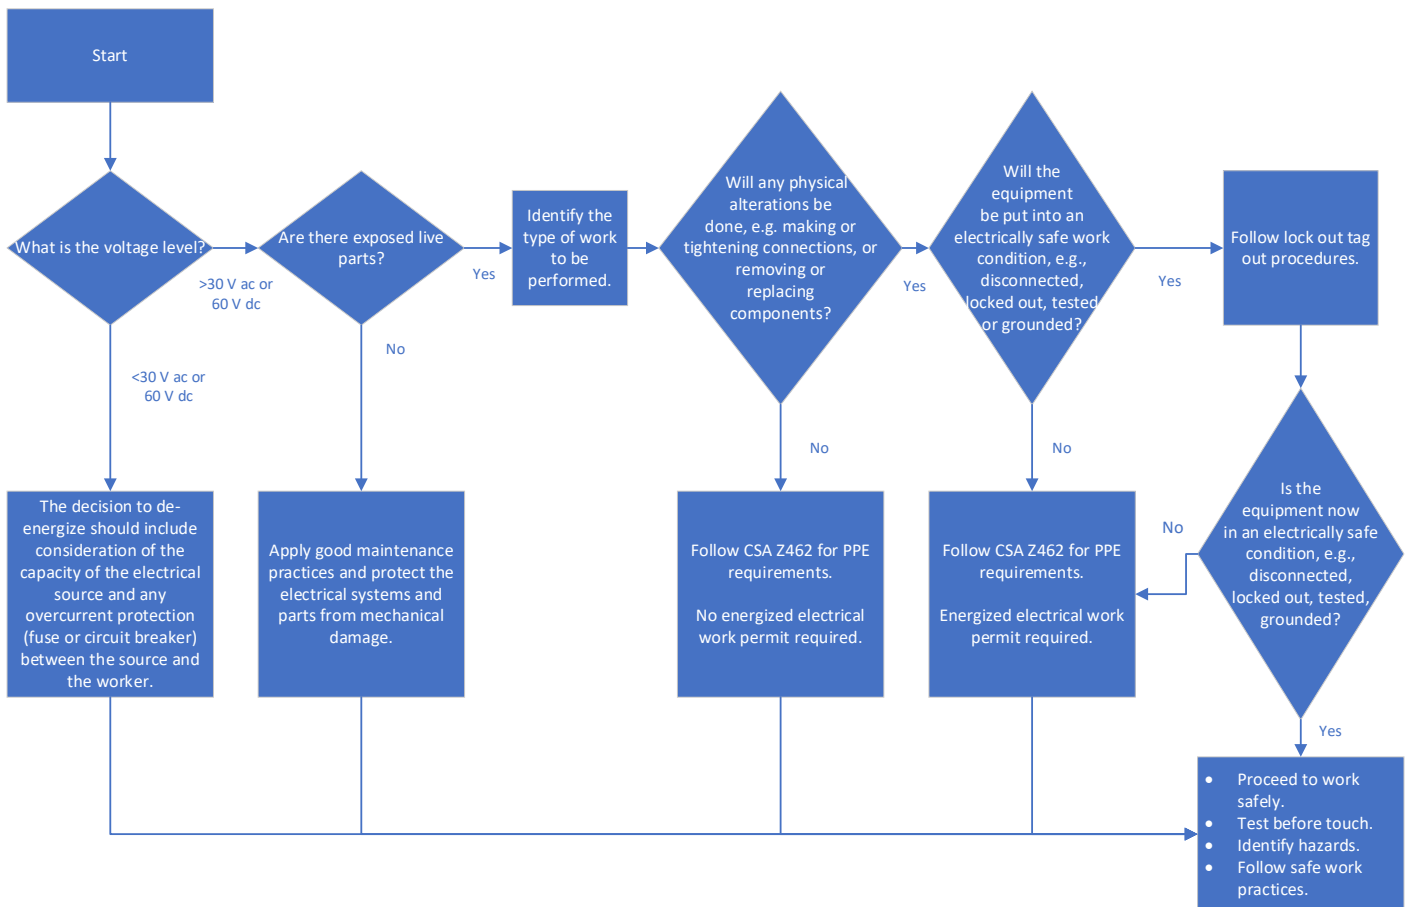 Start
What is the voltage level?
>30 V ac or
60 V dc
<30 V ac or
60 V dc
Are there exposed live
parts?
Yes
No
Identify the
type of work
to be
performed.
Will any physical
alterations be
done, e.g. making or
tightening connections, or
removing or
replacing
components?
Yes
No
Will the
equipment
be put into an
electrically safe work
condition, e.g.,
disconnected,
locked out, tested
or grounded?
Yes
No
Follow lock out tag
out procedures.
The decision to de-
energize should include
consideration of the
capacity of the electrical
source and any
overcurrent protection
(fuse or circuit breaker)
between the source and
the worker.
Apply good maintenance
practices and protect the
electrical systems and
parts from mechanical
damage.
Follow CSA Z462 for PPE
requirements.
No energized electrical
work permit required.
Follow CSA Z462 for PPE
requirements.
Energized electrical work
permit required.
Is the
equipment now
in an electrically safe
condition, e.g.,
disconnected,
locked out, tested,
grounded?
No
Yes
• Proceed to work
safely.
• Test before touch.
• Identify hazards.
• Follow safe work
practices.